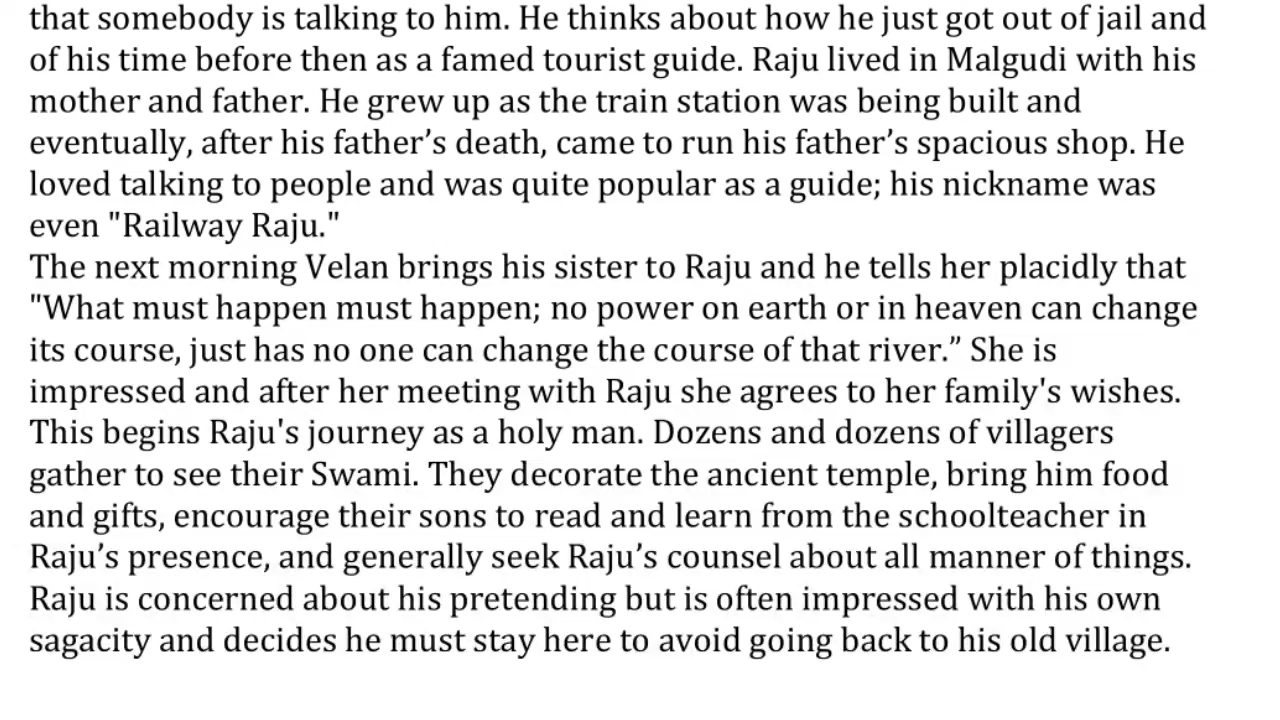 that somebody is talking to him. He thinks about how he just got out of jail and
of his time before then as a famed tourist guide. Raju lived in Malgudi with his
mother and father. He grew up as the train station was being built and
eventually, after his father’s death, came to run his father’s spacious shop. He
loved talking to people and was quite popular as a guide; his nickname was
even "Railway Raju."
The next morning Velan brings his sister to Raju and he tells her placidly that
"What must happen must happen; no power on earth or in heaven can change
its course, just has no one can change the course of that river.” She is
impressed and after her meeting with Raju she agrees to her family's wishes.
This begins Raju's journey as a holy man. Dozens and dozens of villagers
gather to see their Swami. They decorate the ancient temple, bring him food
and gifts, encourage their sons to read and learn from the schoolteacher in
Raju’s presence, and generally seek Raju’s counsel about all manner of things.
Raju is concerned about his pretending but is often impressed with his own
sagacity and decides he must stay here to avoid going back to his old village.